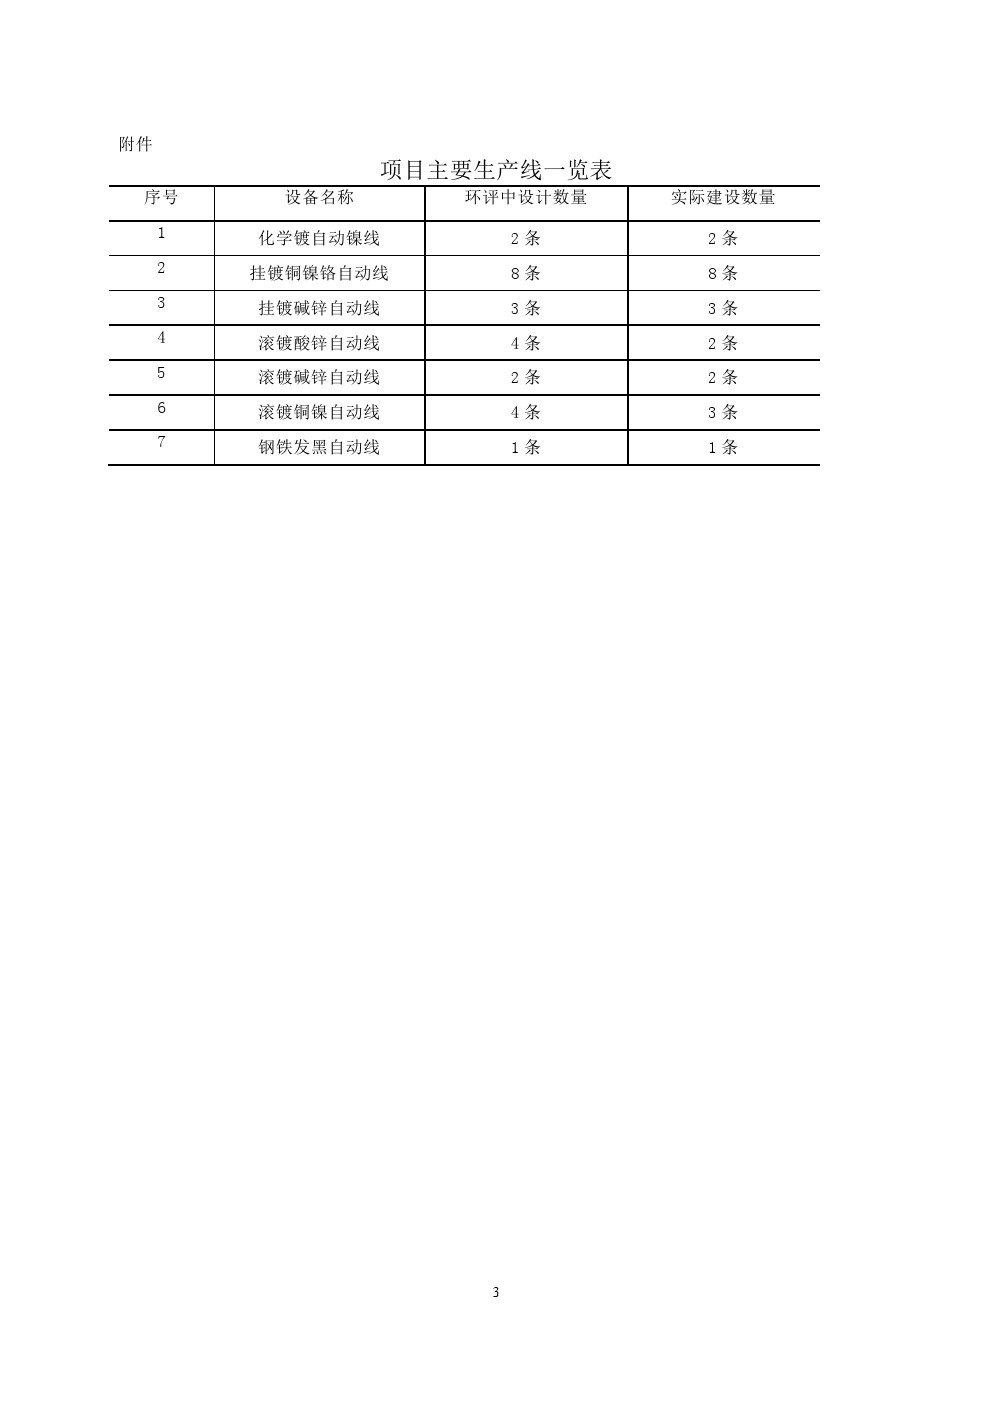 附件
项目主要生产线一览表
序号 设备名称 环评中设计数量 实际建设数量
1 化学镀自动镍线 2 条 2 条
2 挂镀铜镍铬自动线 8 条 8 条
3 挂镀碱锌自动线 3 条 3 条
4 滚镀酸锌自动线 4 条 2 条
5 滚镀碱锌自动线 2 条 2 条
6 滚镀铜镍自动线 4 条 3 条
7 钢铁发黑自动线 1 条 1 条
3